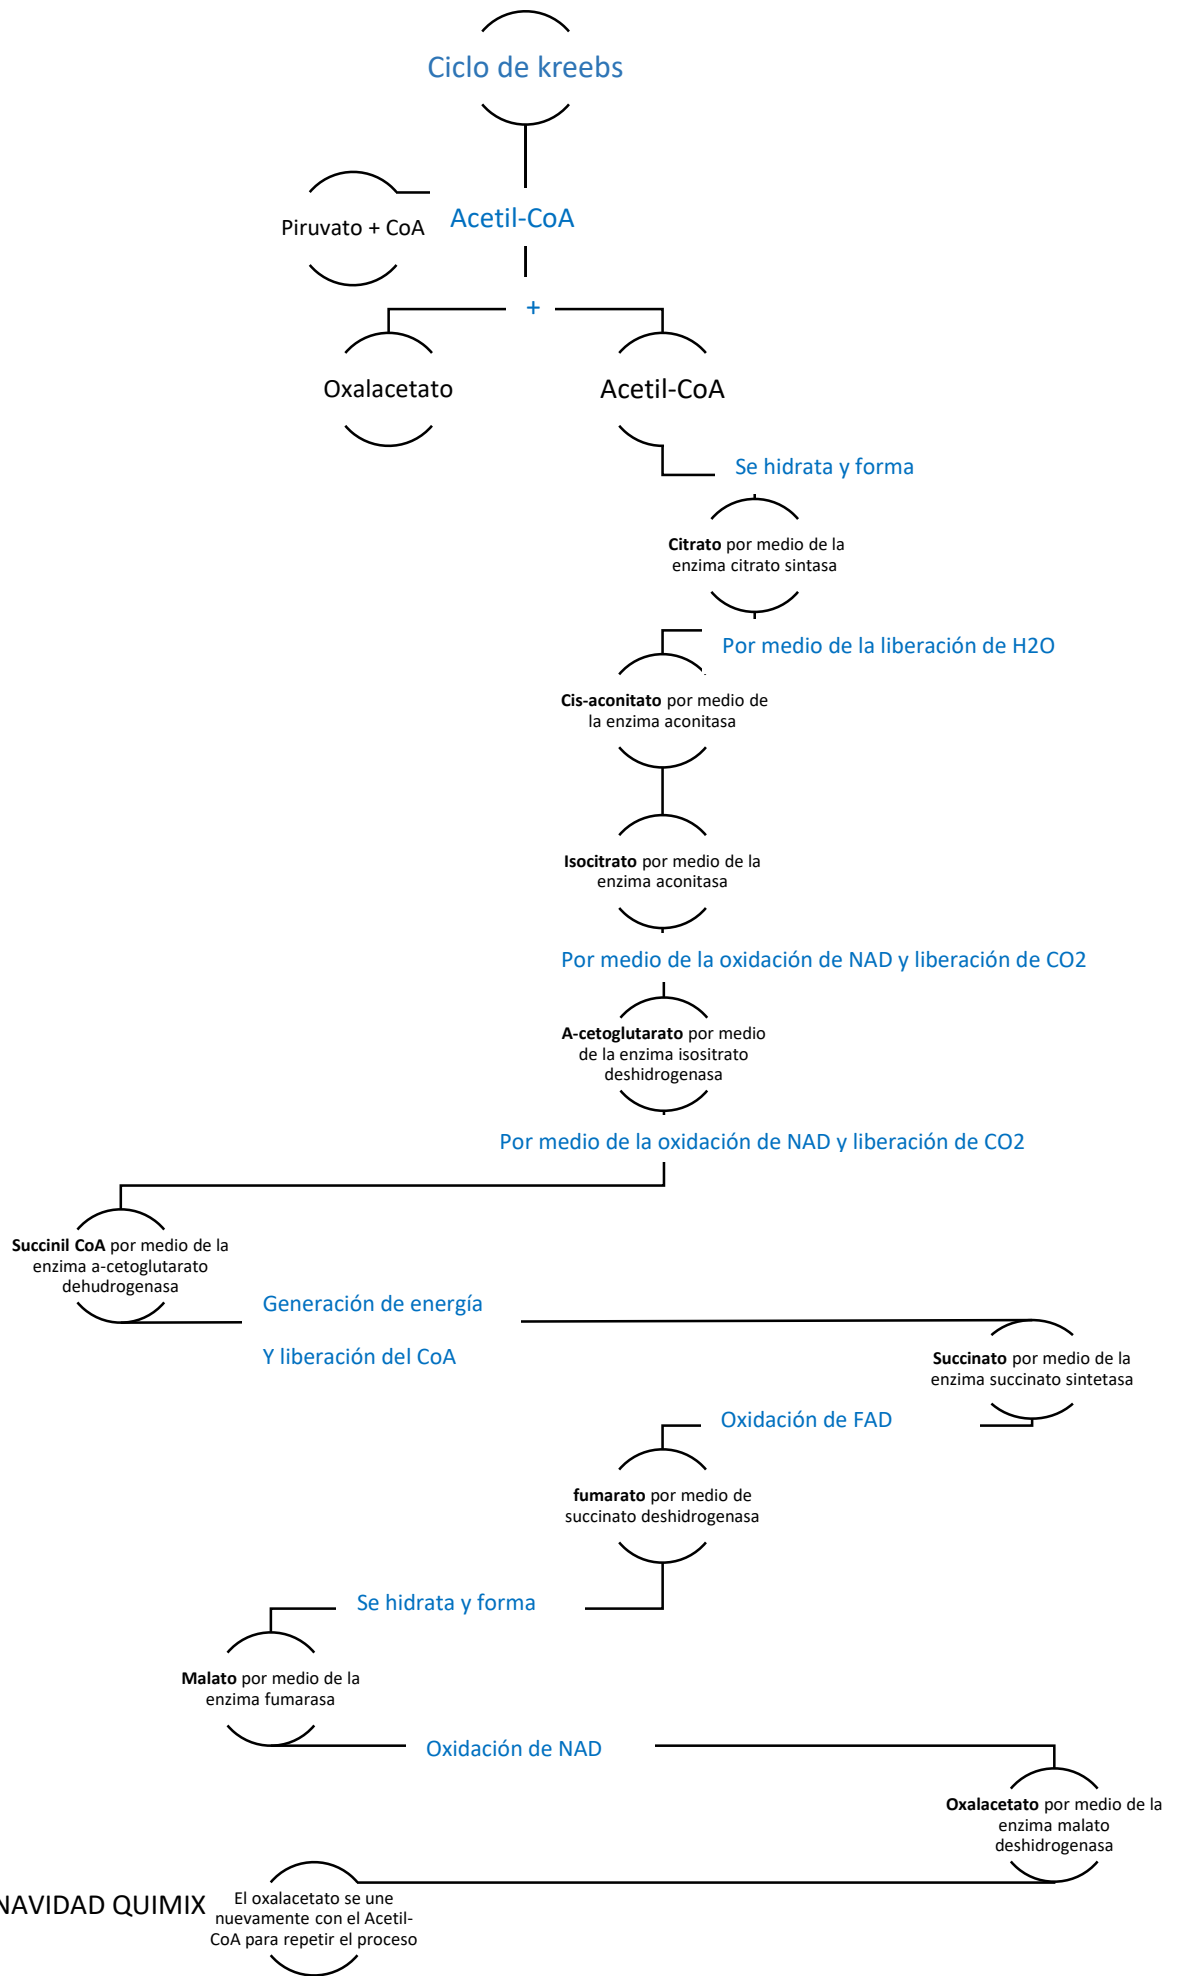 Ciclo de kreebs
Piruvato + CoA
Acetil-CoA
+
Oxalacetato
Acetil-CoA
Se hidrata y forma
Citrato por medio de la
enzima citrato sintasa
Por medio de la liberación de H2O
Cis-aconitato por medio de
la enzima aconitasa
Isocitrato por medio de la
enzima aconitasa
Por medio de la oxidación de NAD y liberación de CO2
A-cetoglutarato por medio
de la enzima isositrato
deshidrogenasa
Por medio de la oxidación de NAD y liberación de CO2
Succinil CoA por medio de la
enzima a-cetoglutarato
dehudrogenasa
Generación de energía
Y liberación del CoA
Succinato por medio de la
enzima succinato sintetasa
Oxidación de FAD
fumarato por medio de
succinato deshidrogenasa
Se hidrata y forma
Malato por medio de la
enzima fumarasa
Oxidación de NAD
Oxalacetato por medio de la
enzima malato
deshidrogenasa
NAVIDAD QUIMIX
El oxalacetato se une
nuevamente con el Acetil-
CoA para repetir el proceso